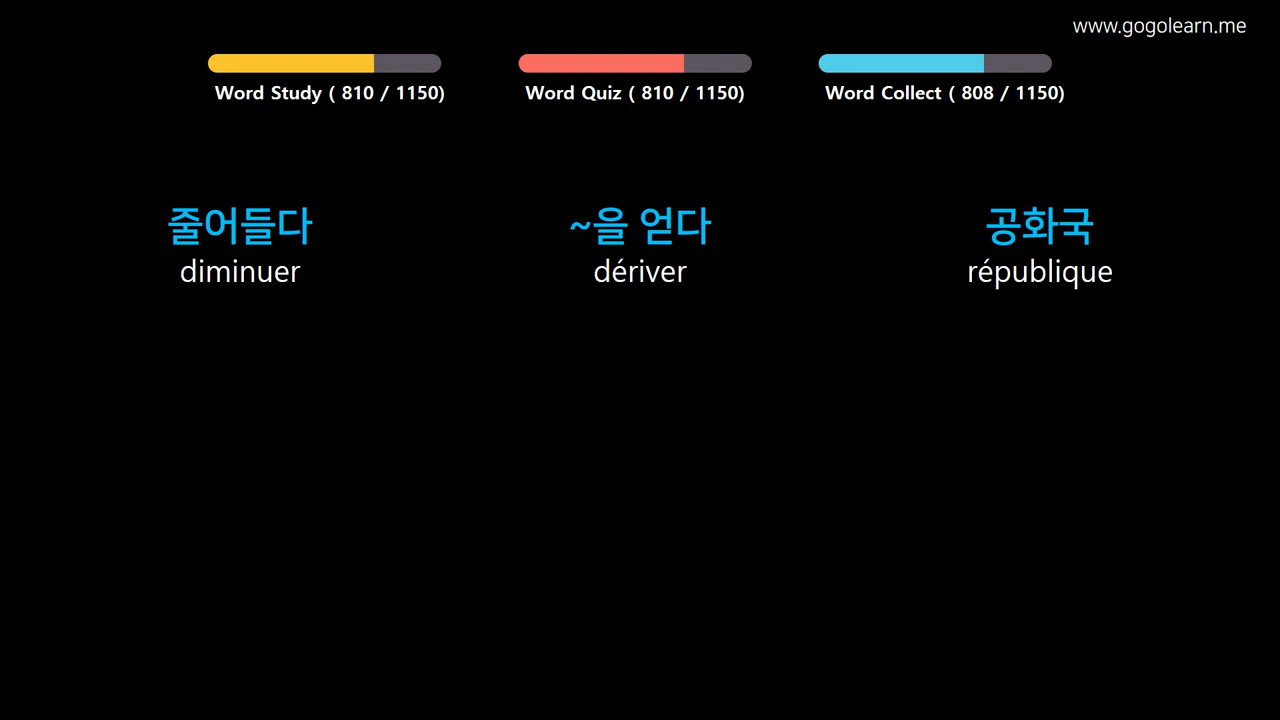 www.gogolearn.me
Word Study ( 810 / 1150)
Word Quiz ( 810 / 1150)
Word Collect ( 808 / 1150)
줄어들다
diminuer
~을 얻다
dériver
공화국
république